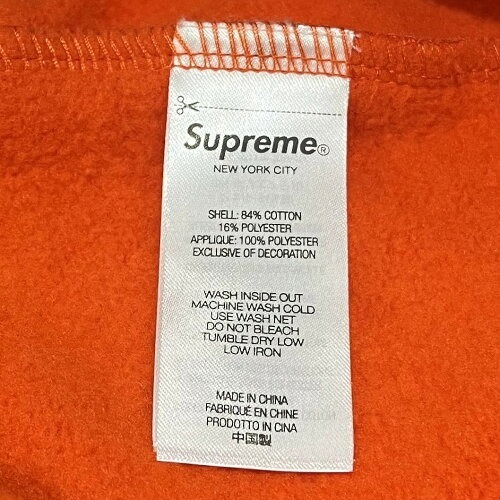 Supreme®
NEW YORK CITY
SHELL: 84% COTTON
16% POLYESTER
APPLIQUE: 100% POLYESTER
EXCLUSIVE OF DECORATION
WASH INSIDE OUT
MACHINE WASH COLD
USE WASH NET
DO NOT BLEACH
TUMBLE DRY LOW
LOW IRON
MADE IN CHINA
FABRIQUÉ EN CHINE
PRODOTTO IN CINA
中国製